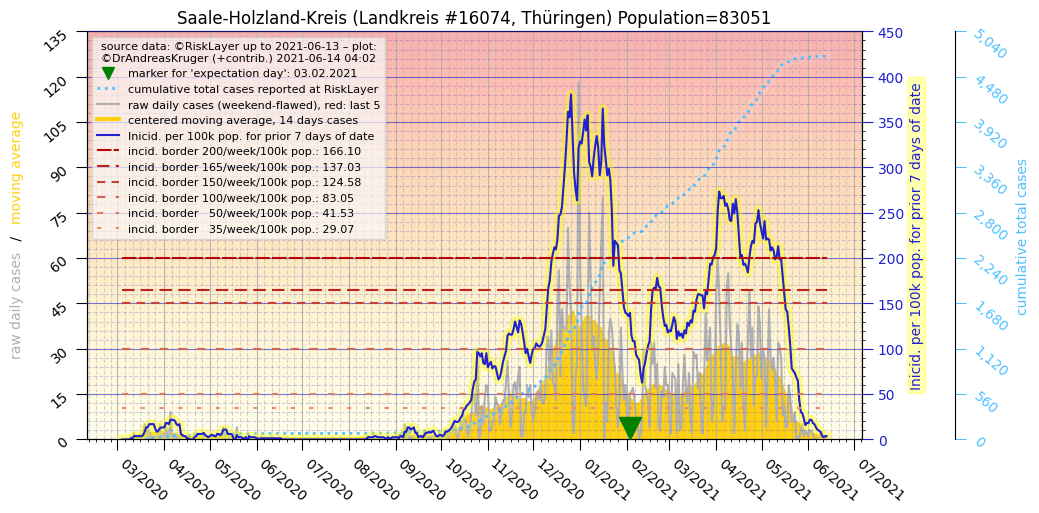 Saale-Holzland-Kreis (Landkreis #16074, Thüringen) Population=83051
source data: ©RiskLayer up to 2021-06-13 – plot:
©DrAndreasKruger (+contrib.) 2021-06-14 04:02
marker for 'expectation day': 03.02.2021
cumulative total cases reported at RiskLayer
raw daily cases (weekend-flawed), red: last 5
centered moving average, 14 days cases
Inicid. per 100k pop. for prior 7 days of date
incid. border 200/week/100k pop.: 166.10
incid. border 165/week/100k pop.: 137.03
incid. border 150/week/100k pop.: 124.58
incid. border 100/week/100k pop.: 83.05
incid. border 50/week/100k pop.: 41.53
incid. border 35/week/100k pop.: 29.07
raw daily cases / moving average
135
120
105
90
75
60
45
30
15
0
450
400
350
300
250
200
150
100
50
0
Inicid. per 100k pop. for prior 7 days of date
5,040
4,480
3,920
3,360
2,800
2,240
1,680
1,120
560
0
cumulative total cases
03/2020
04/2020
05/2020
06/2020
07/2020
08/2020
09/2020
10/2020
11/2020
12/2020
01/2021
02/2021
03/2021
04/2021
05/2021
06/2021
07/2021